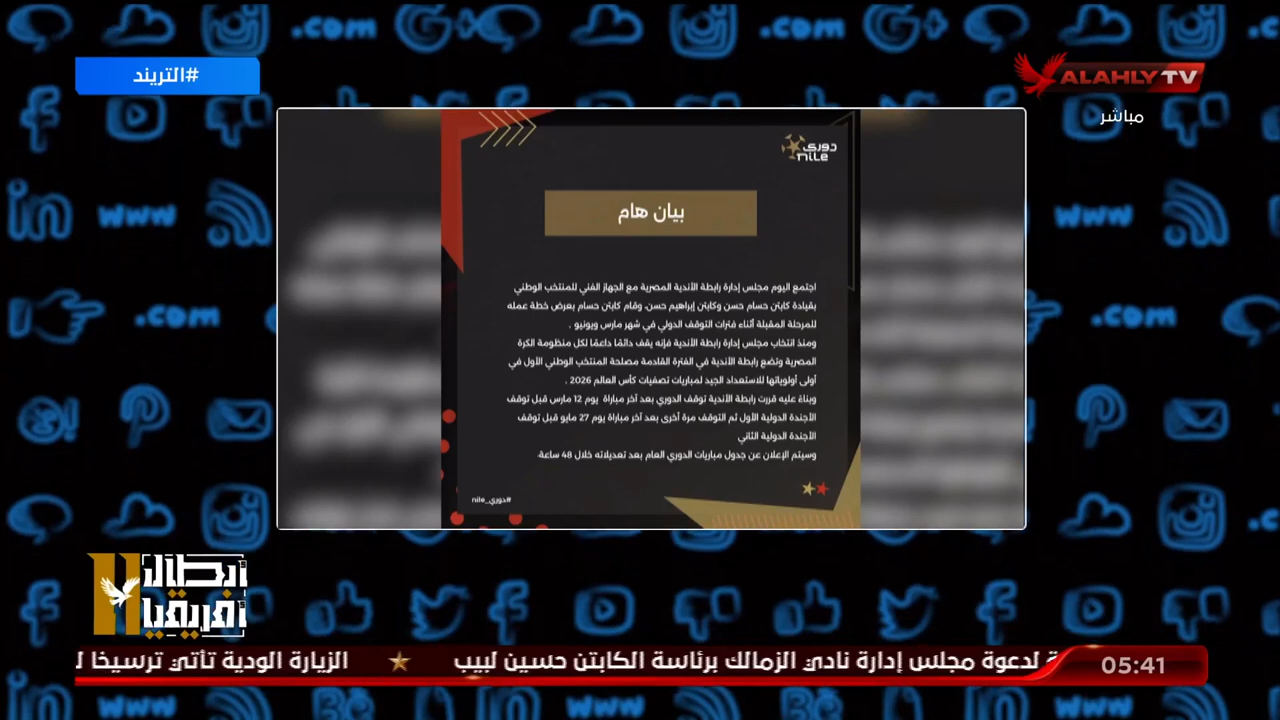 #التريند
ALAHLY TV
مباشر
دوري
nile
بيان هام
اجتمع اليوم مجلس إدارة رابطة الأندية المصرية مع الجهاز الفني للمنتخب الوطني
بقيادة كابتن حسام حسن وكابتن إبراهيم حسن، وقام كابتن حسام بعرض خطة عمله
للمرحلة المقبلة أثناء فترات التوقف الدولي في شهر مارس ويونيو .
ومنذ انتخاب مجلس إدارة رابطة الأندية فإنه يقف دائمًا داعمًا لكل منظومة الكرة
المصرية وتضع رابطة الأندية في الفترة القادمة مصلحة المنتخب الوطني الأول في
أولى أولوياتها للاستعداد الجيد لمباريات تصفيات كأس العالم 2026 .
وبناءً عليه قررت رابطة الأندية توقف الدوري بعد آخر مباراة يوم 12 مارس قبل توقف
الأجندة الدولية الأول ثم التوقف مرة أخرى بعد آخر مباراة يوم 27 مايو قبل توقف
الأجندة الدولية الثاني
وسيتم الإعلان عن جدول مباريات الدوري العام بعد تعديلاته خلال 48 ساعة.
#دوري_nile
أبطال
أفريقيا
11
لدعوة مجلس إدارة نادي الزمالك برئاسة الكابتن حسين لبيب ★ الزيارة الودية تأتي ترسيخا
05:41